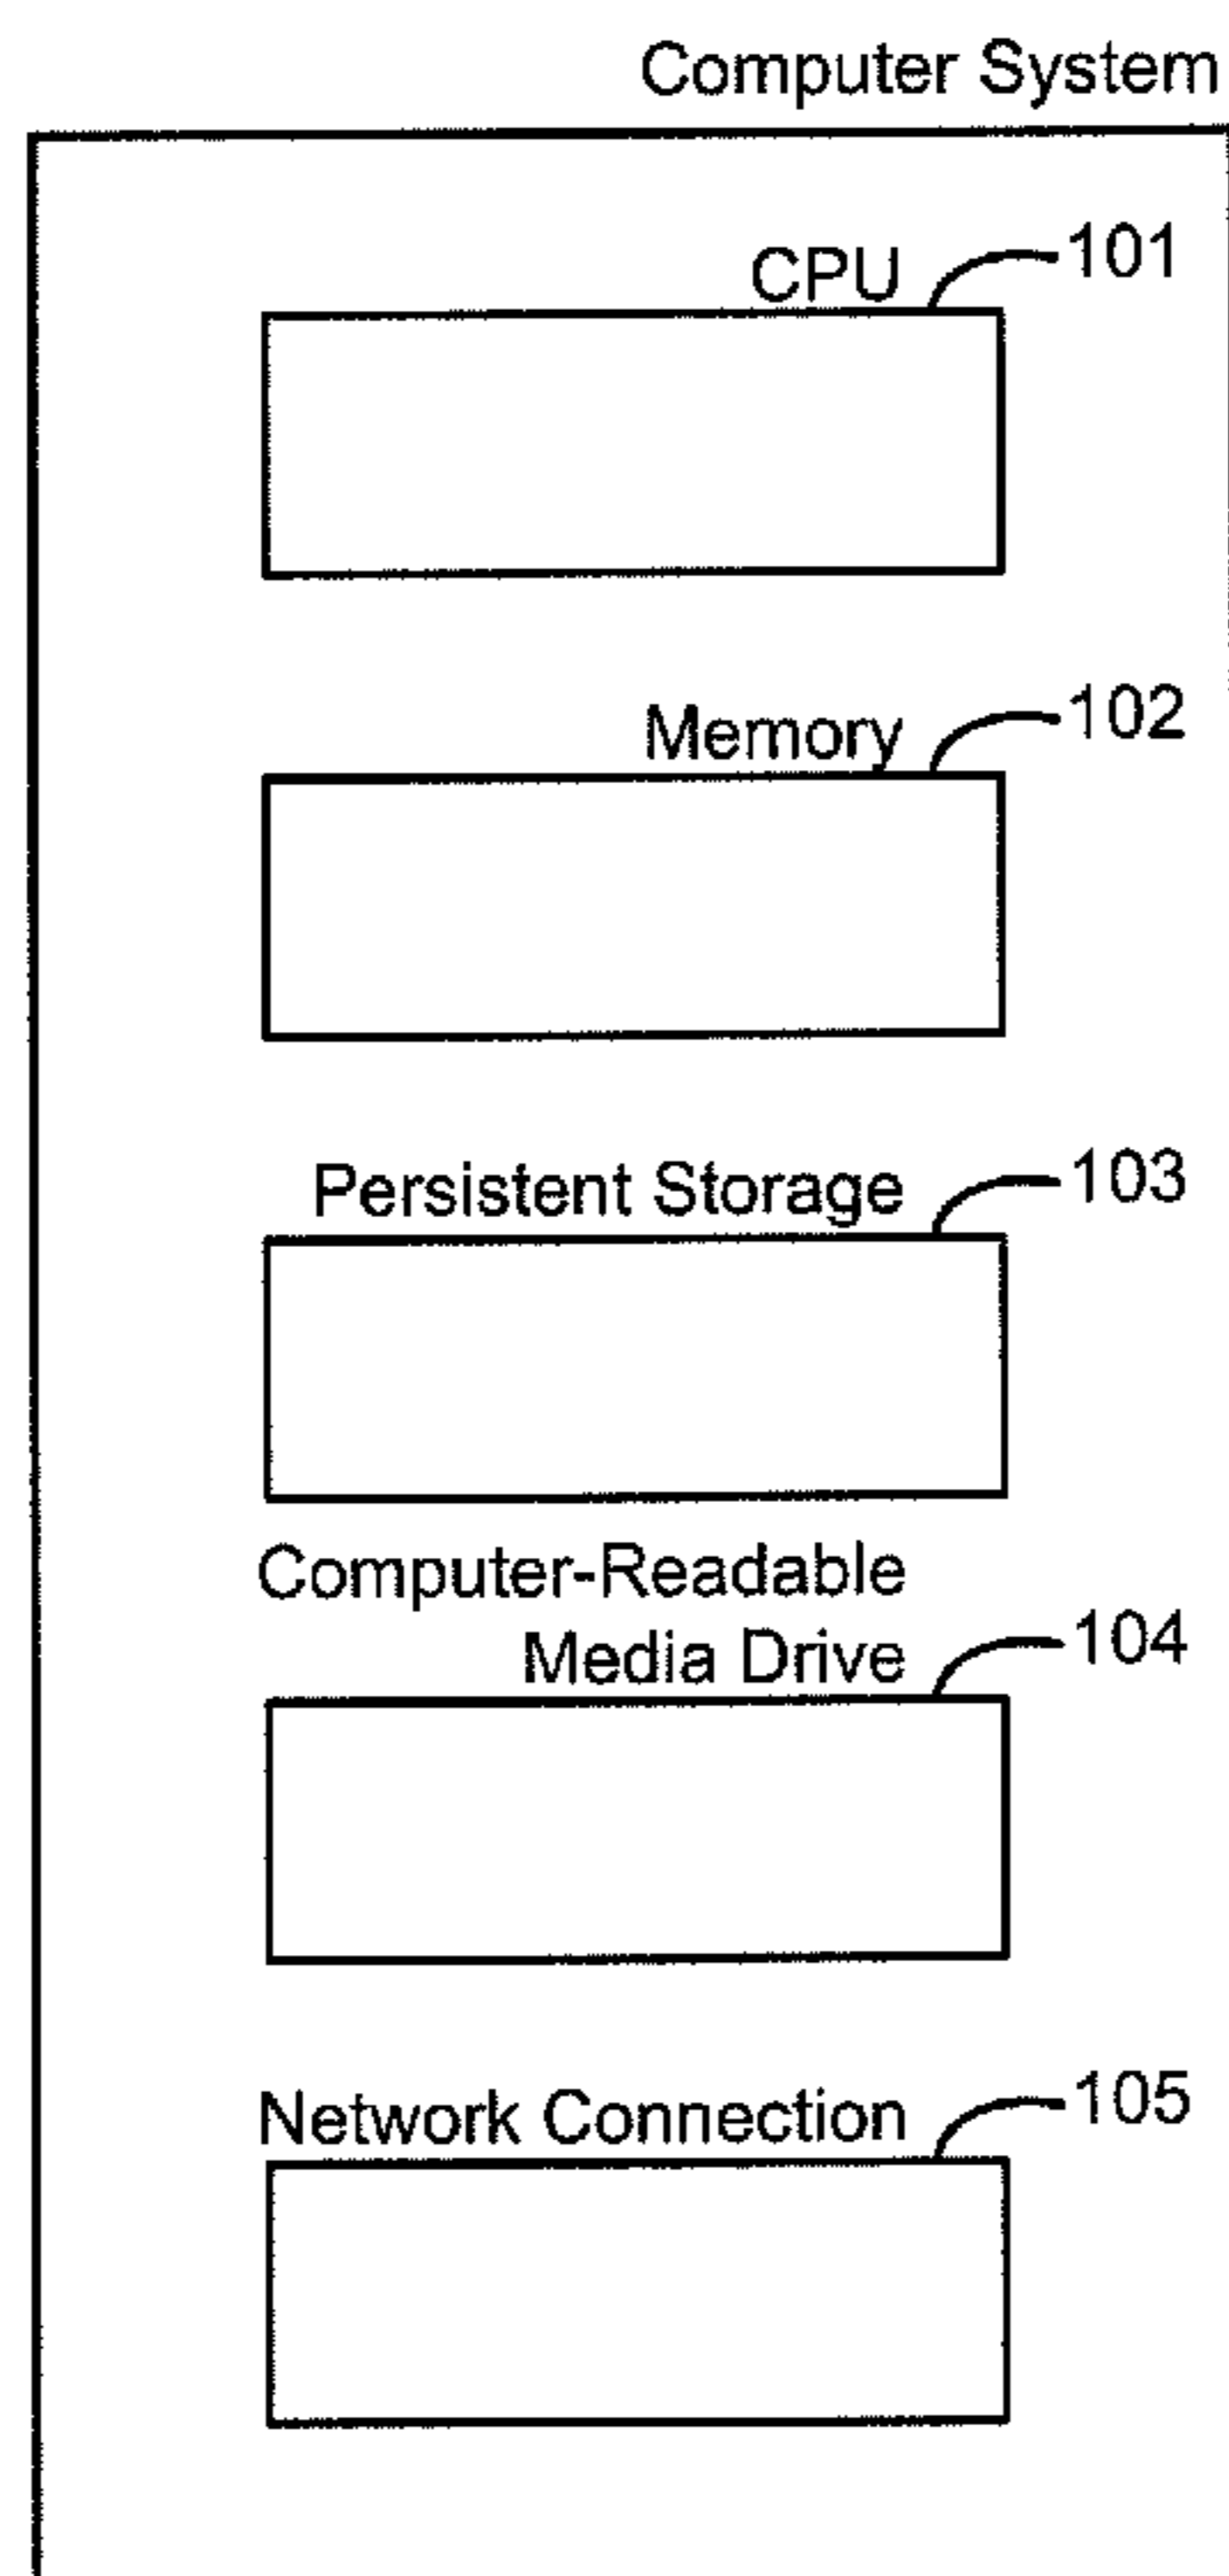 Computer System
CPU 101
Memory 102
Persistent Storage 103
Computer-Readable
Media Drive 104
Network Connection 105